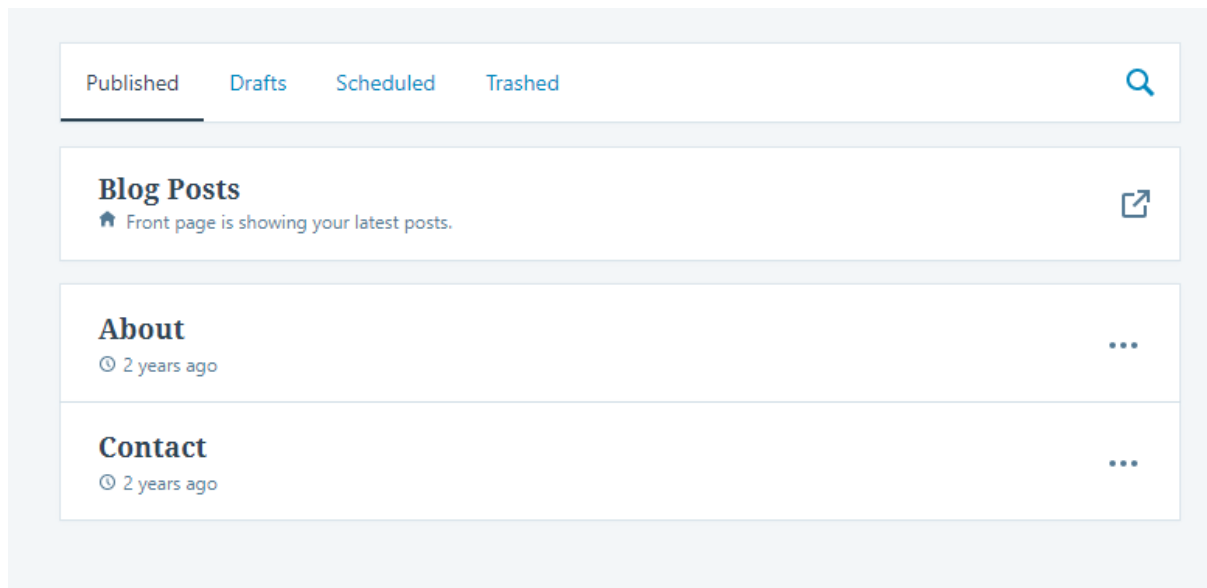 Published Drafts Scheduled Trashed
Blog Posts
Front page is showing your latest posts.
About
2 years ago
Contact
2 years ago